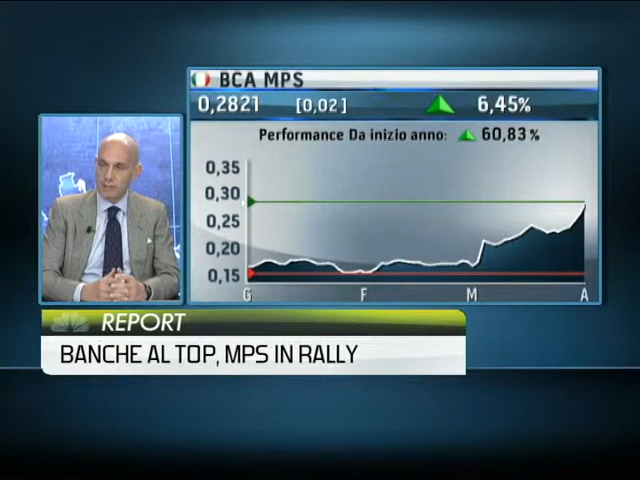 BCA MPS
0,2821 [0,02] 6,45%
Performance Da inizio anno: 60,83%
0,35
0,30
0,25
0,20
0,15
G F M A
REPORT
BANCHE AL TOP, MPS IN RALLY